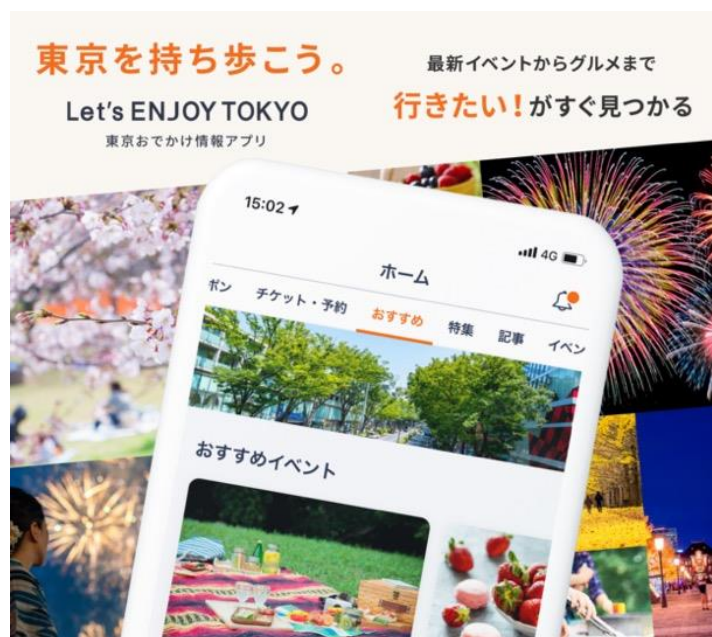 東京を持ち歩こう。
Let's ENJOY TOKYO
東京おでかけ情報アプリ
最新イベントからグルメまで
行きたい!がすぐ見つかる
15:02
4G
ホーム
ポン チケット・予約 おすすめ 特集 記事 イベン
おすすめイベント